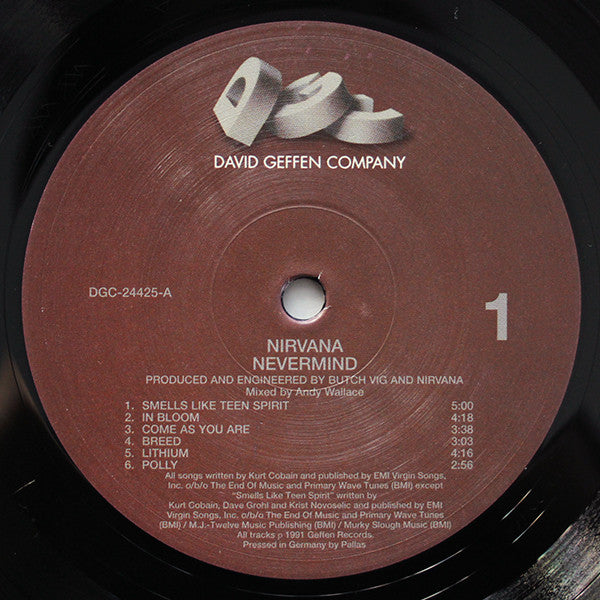 DGC
DAVID GEFFEN COMPANY
DGC-24425-A
1
NIRVANA
NEVERMIND
PRODUCED AND ENGINEERED BY BUTCH VIG AND NIRVANA
Mixed by Andy Wallace
1. SMELLS LIKE TEEN SPIRIT 5:00
2. IN BLOOM 4:18
3. COME AS YOU ARE 3:38
4. BREED 3:03
5. LITHIUM 4:16
6. POLLY 2:56
All songs written by Kurt Cobain and published by EMI Virgin Songs,
Inc. o/b/o The End Of Music and Primary Wave Tunes (BMI) except
“Smells Like Teen Spirit” written by
Kurt Cobain, Dave Grohl and Krist Novoselic and published by EMI
Virgin Songs, Inc. o/b/o The End Of Music and Primary Wave Tunes
(BMI) / M.J.-Twelve Music Publishing (BMI) / Murky Slough Music (BMI)
All tracks p 1991 Geffen Records.
Pressed in Germany by Pallas